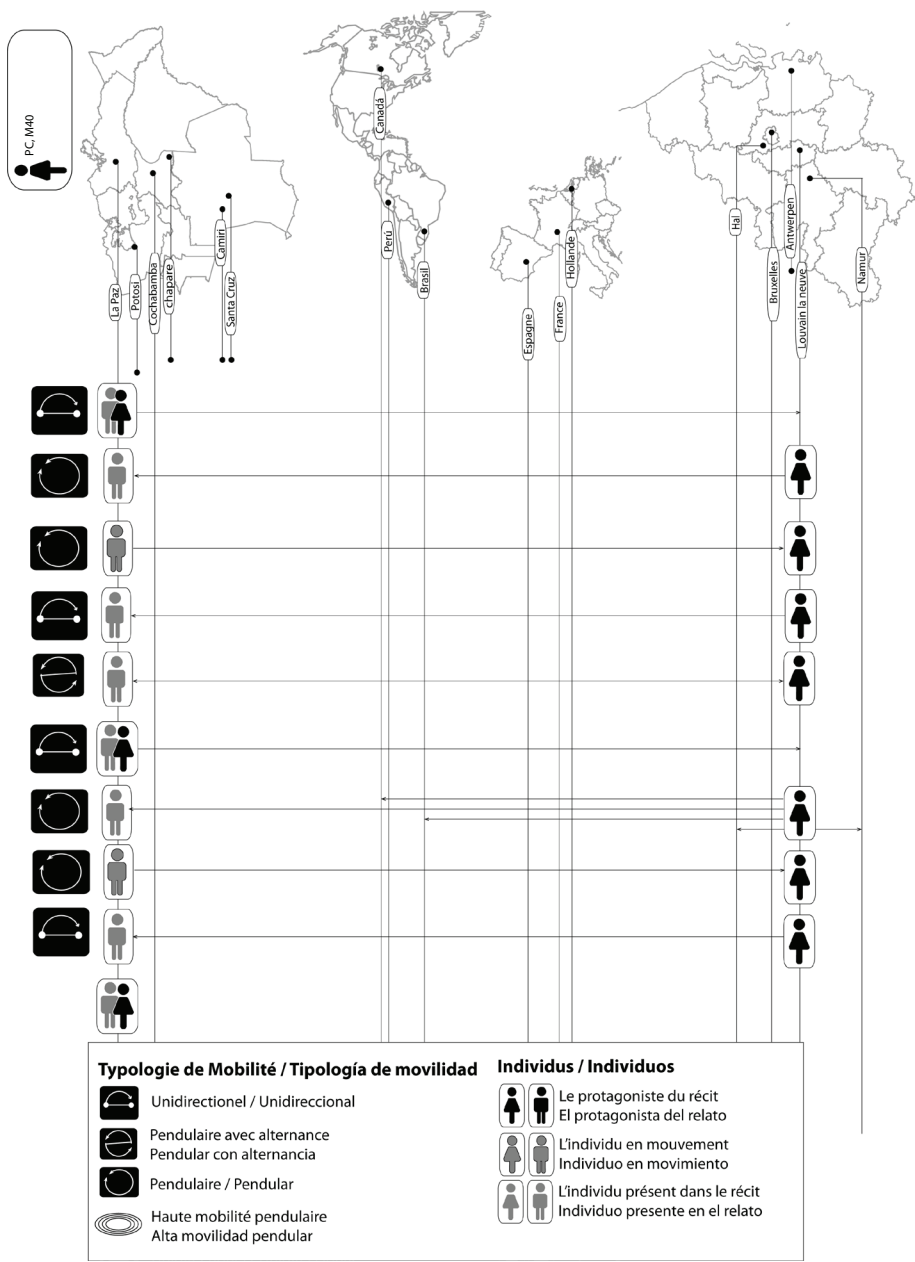 PC, M40
La Paz
Potosi
Cochabamba
chapare
Camiri
Santa Cruz
Canadá
Perú
Brasil
Espagne
France
Hollande
Hal
Bruxelles
Antwerpen
Louvain la neuve
Namur
Typologie de Mobilité / Tipología de movilidad
Unidirectionel / Unidireccional
Pendulaire avec alternance
Pendular con alternancia
Pendulaire / Pendular
Haute mobilité pendulaire
Alta movilidad pendular
Individus / Individuos
Le protagoniste du récit
El protagonista del relato
L'individu en mouvement
Individuo en movimiento
L'individu présent dans le récit
Individuo presente en el relato